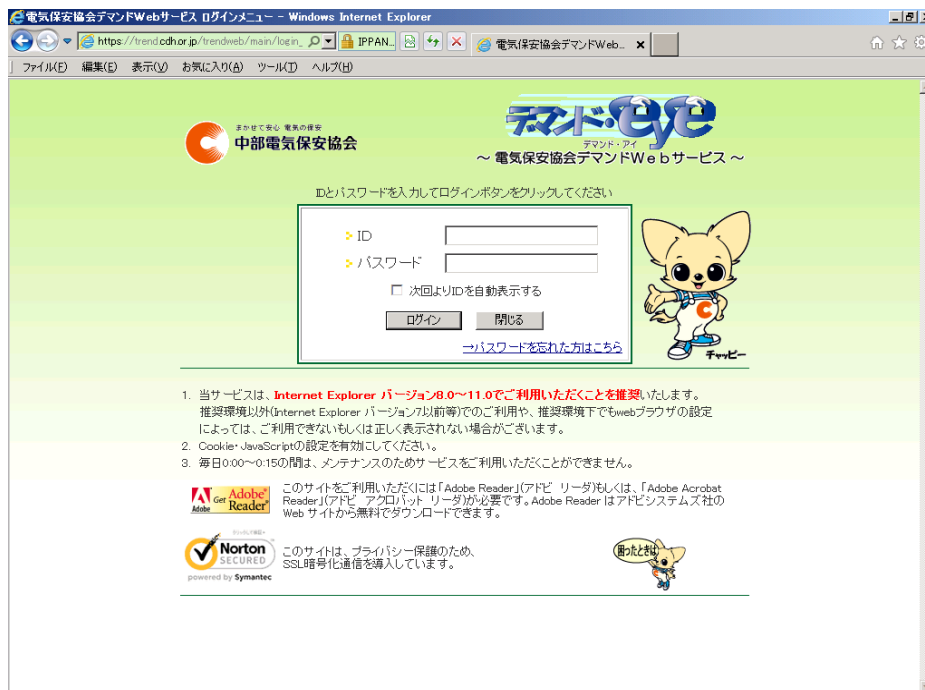 電気保安協会デマンドWebサービス ログインメニュー - Windows Internet Explorer
https://trend.cdh.or.jp/trendweb/main/login_
IPPAN...
電気保安協会デマンドWeb...
ファイル(F) 編集(E) 表示(V) お気に入り(A) ツール(T) ヘルプ(H)
まかせて安心 電気の保安
中部電気保安協会
デマンド・eye
デマンド・アイ
～ 電気保安協会デマンドWebサービス ～
IDとパスワードを入力してログインボタンをクリックしてください
ID
パスワード
次回よりIDを自動表示する
ログイン 閉じる
→パスワードを忘れた方はこちら
C
チャッピー
1. 当サービスは、Internet Explorer バージョン8.0～11.0でご利用いただくことを推奨いたします。
推奨環境以外(Internet Explorer バージョン7以前等)でのご利用や、推奨環境下でもwebブラウザの設定
によっては、ご利用できないもしくは正しく表示されない場合がございます。
2. Cookie・JavaScriptの設定を有効にしてください。
3. 毎日0:00～0:15の間は、メンテナンスのためサービスをご利用いただくことができません。
Adobe
Get Adobe® Reader®
このサイトをご利用いただくには「Adobe Reader」(アドビ リーダ)もしくは、「Adobe Acrobat
Reader」(アドビ アクロバット リーダ)が必要です。Adobe Reader はアドビシステムズ社の
Web サイトから無料でダウンロードできます。
Norton
SECURED
powered by Symantec
このサイトは、プライバシー保護のため、
SSL暗号化通信を導入しています。
困ったときは